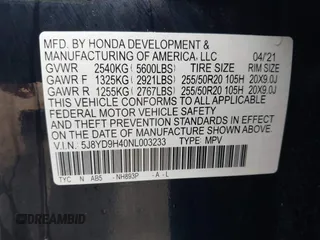 MFD. BY HONDA DEVELOPMENT &
MANUFACTURING OF AMERICA, LLC 04/21
GVWR 2540KG (5600LBS) TIRE SIZE RIM SIZE
GAWR F 1325KG (2921LBS) 255/50R20 105H 20X9.0J
GAWR R 1255KG (2767LBS) 255/50R20 105H 20X9.0J
THIS VEHICLE CONFORMS TO ALL APPLICABLE
FEDERAL MOTOR VEHICLE SAFETY AND THEFT
PREVENTION STANDARDS IN EFFECT ON THE DATE
OF MANUFACTURE SHOWN ABOVE.
V.I.N. 5J8YD9H40NL003233 TYPE: MPV
TYC N AB5 NH893P - A - L
© DREAMBID